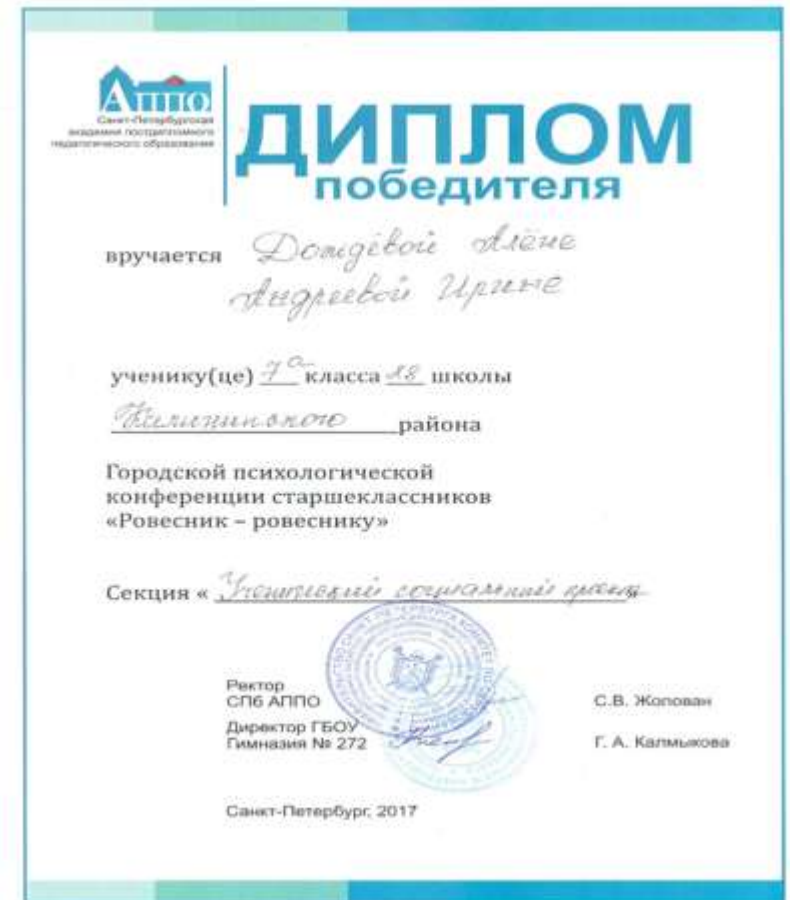 АППО
Санкт-Петербургская
академия постдипломного
педагогического образования
ДИПЛОМ
победителя
вручается Дождёвой Алёне
Андреевой Ирине
ученику(це) 7а класса 88 школы
Калининского района
Городской психологической
конференции старшеклассников
«Ровесник – ровеснику»
Секция « Ученический социальный проект»
Ректор
СПб АППО
С.В. Жолован
Директор ГБОУ
Гимназия № 272
Г. А. Калмыкова
Санкт-Петербург, 2017